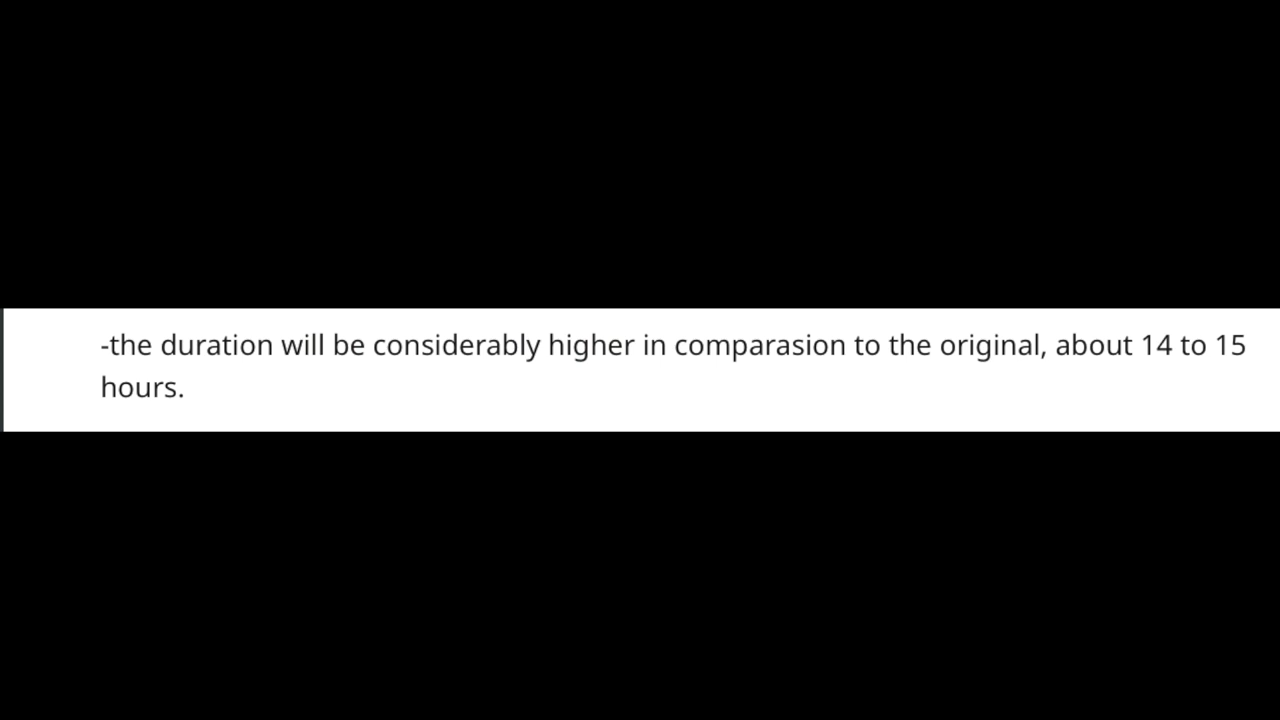 -the duration will be considerably higher in comparasion to the original, about 14 to 15
hours.